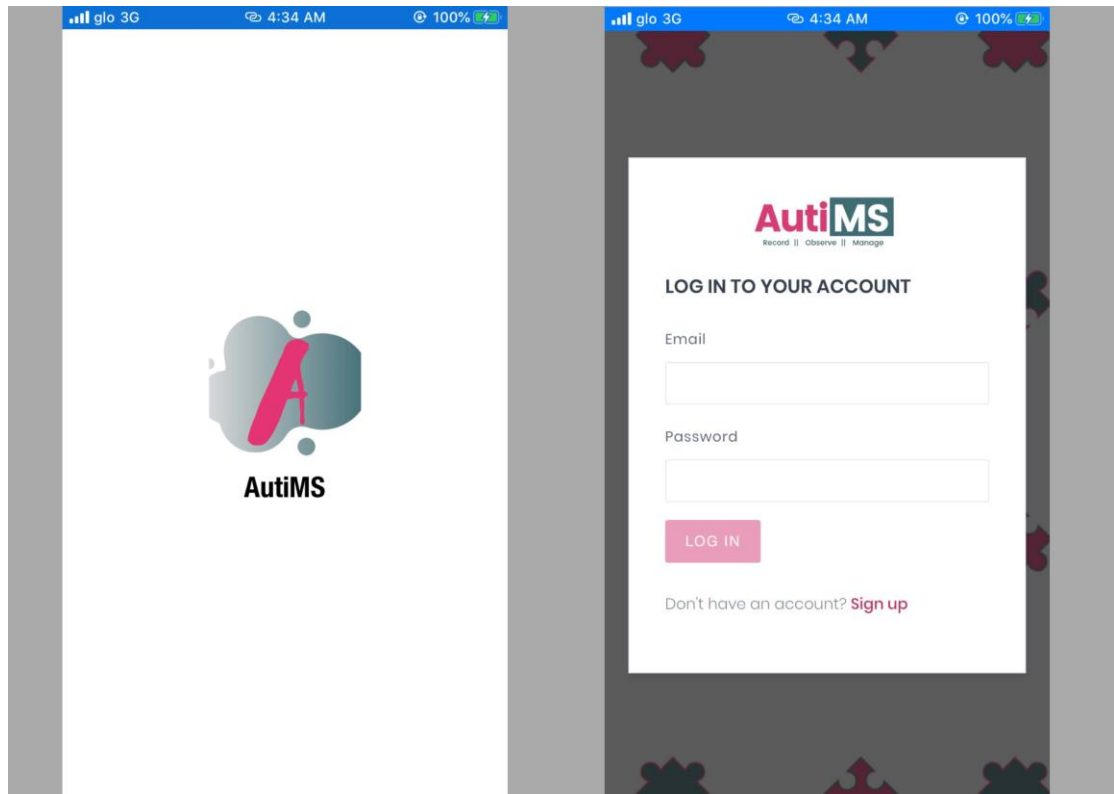 glo 3G 4:34 AM 100%
AutiMS
glo 3G 4:34 AM 100%
AutiMS
Record || Observe || Manage
LOG IN TO YOUR ACCOUNT
Email
Password
LOG IN
Don't have an account? Sign up